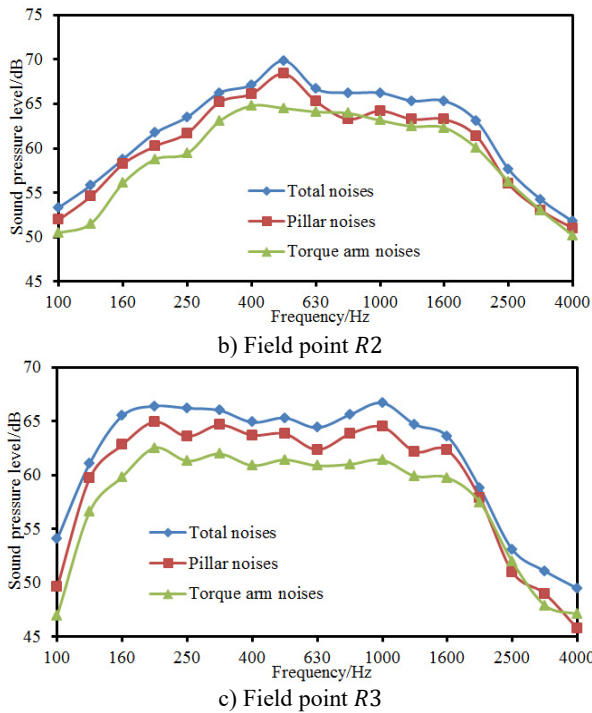 75
70
65
60
55
50
45
Sound pressure level/dB
Total noises
Pillar noises
Torque arm noises
100 160 250 400 630 1000 1600 2500 4000
Frequency/Hz
b) Field point R2
70
65
60
55
50
45
Sound pressure level/dB
Total noises
Pillar noises
Torque arm noises
100 160 250 400 630 1000 1600 2500 4000
Frequency/Hz
c) Field point R3